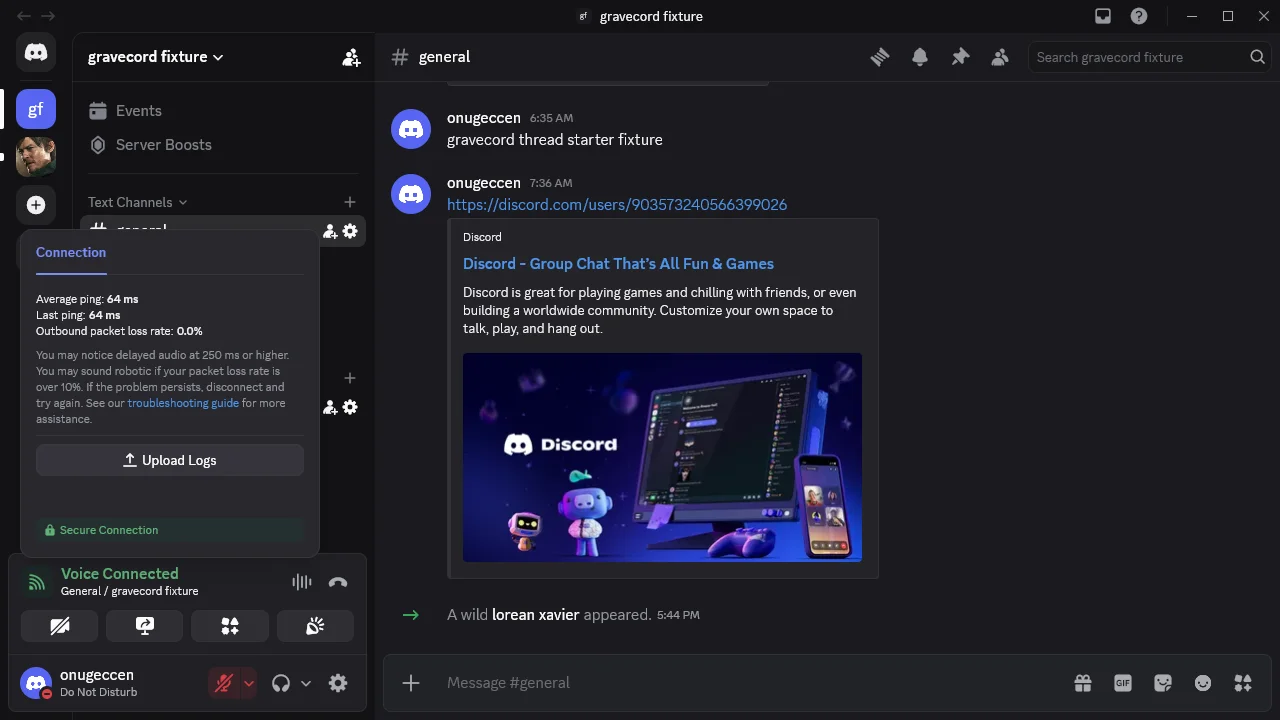 gf gravecord fixture
gravecord fixture
general
Search gravecord fixture
gf
Events
Server Boosts
Text Channels
general
Connection
Average ping: 64 ms
Last ping: 64 ms
Outbound packet loss rate: 0.0%
You may notice delayed audio at 250 ms or higher.
You may sound robotic if your packet loss rate is
over 10%. If the problem persists, disconnect and
try again. See our troubleshooting guide for more
assistance.
Upload Logs
Secure Connection
Voice Connected
General / gravecord fixture
onugeccen
Do Not Disturb
onugeccen 6:35 AM
gravecord thread starter fixture
onugeccen 7:36 AM
https://discord.com/users/903573240566399026
Discord
Discord - Group Chat That's All Fun & Games
Discord is great for playing games and chilling with friends, or even
building a worldwide community. Customize your own space to
talk, play, and hang out.
Discord
A wild lorean xavier appeared. 5:44 PM
Message #general
GIF